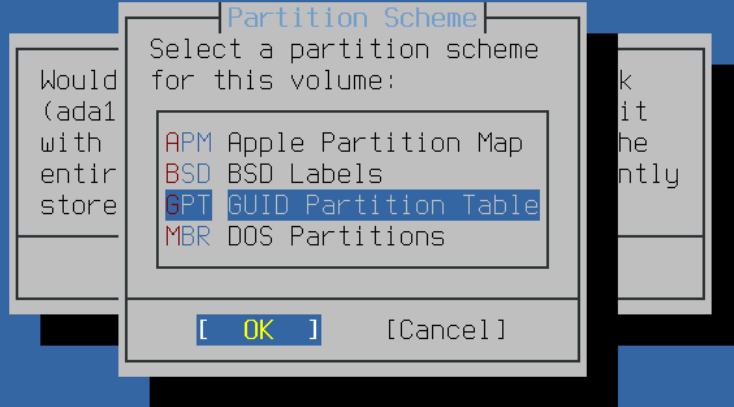 Partition Scheme
Select a partition scheme
for this volume:
APM Apple Partition Map
BSD BSD Labels
GPT GUID Partition Table
MBR DOS Partitions
[ OK ] [Cancel]
Would
(ada1
with
entir
store
k
it
he
ntly